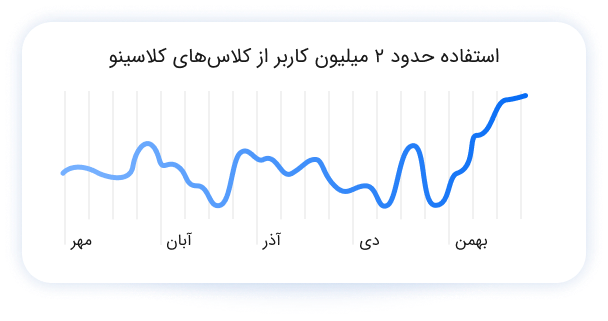 استفاده حدود ۲ میلیون کاربر از کلاس‌های کلاسینو
مهر
آبان
آذر
دی
بهمن